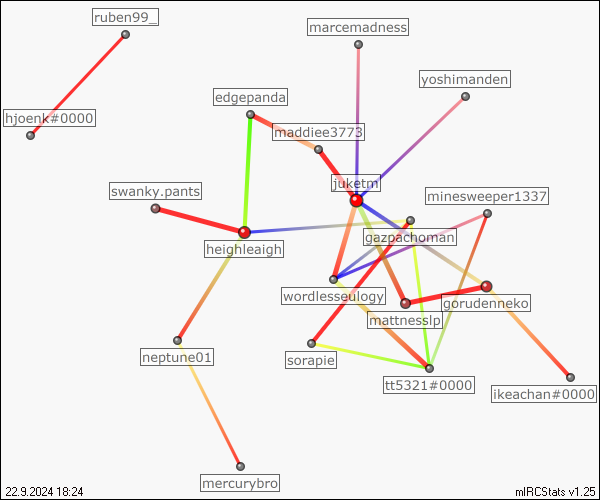 ruben99_
marcemadness
yoshimanden
edgepanda
hjoenk#0000
maddiee3773
juketm
swanky.pants
minesweeper1337
gazpachoman
heighleaigh
wordlesseulogy
gorudenneko
mattnesslp
neptune01
sorapie
tt5321#0000
ikeachan#0000
mercurybro
22.9.2024 18:24
mIRCStats v1.25